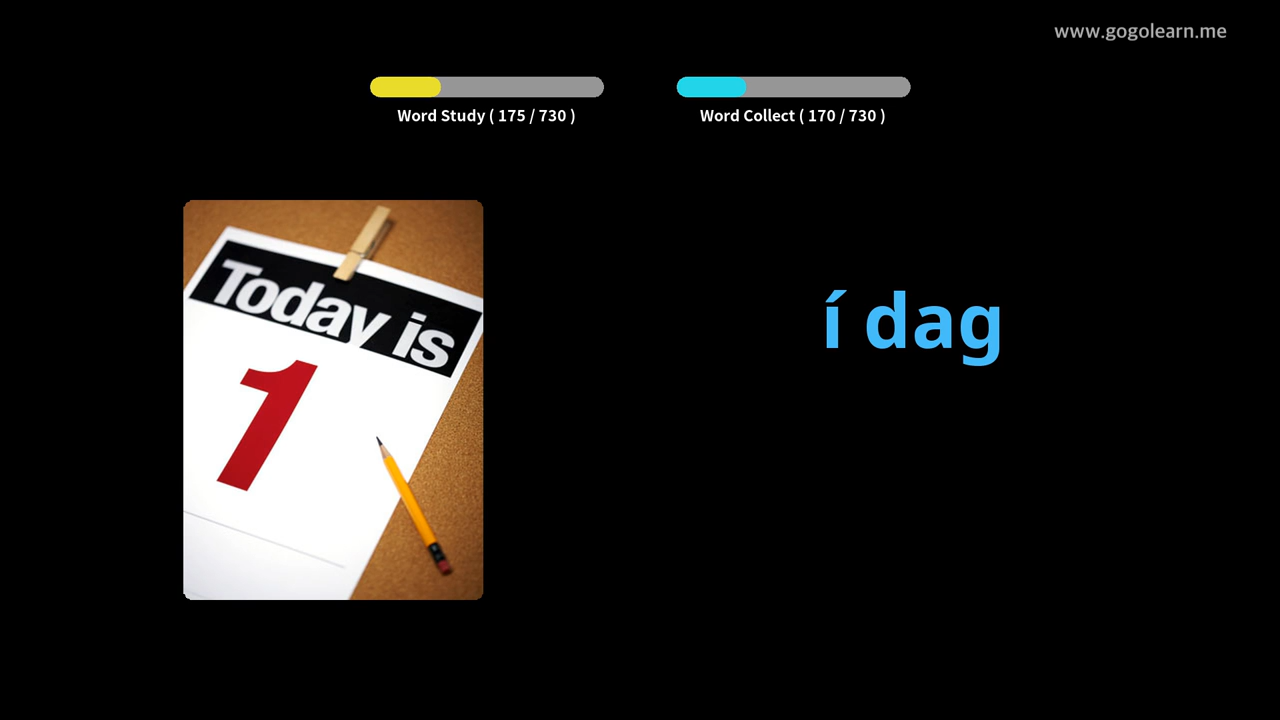 www.gogolearn.me
Word Study ( 175 / 730 )
Word Collect ( 170 / 730 )
Today is
1
í dag